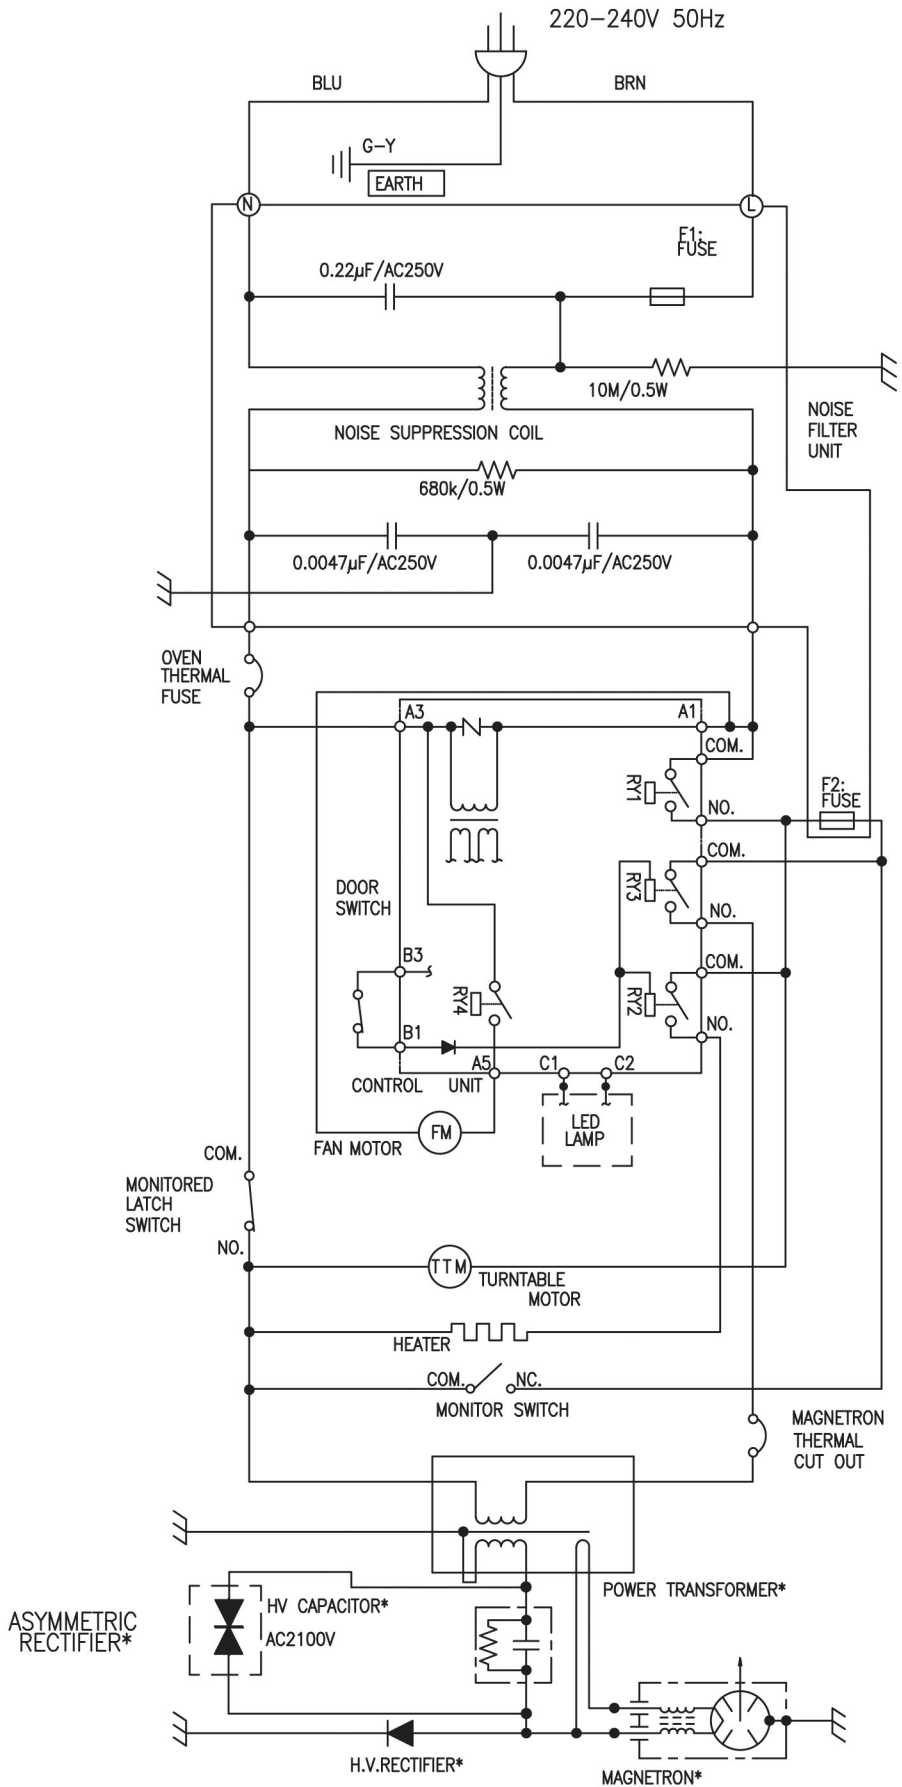 220-240V 50Hz
BLU
BRN
G-Y
EARTH
N
L
F1:
FUSE
0.22µF/AC250V
10M/0.5W
NOISE SUPPRESSION COIL
NOISE
FILTER
UNIT
680k/0.5W
0.0047µF/AC250V
0.0047µF/AC250V
OVEN
THERMAL
FUSE
A3
A1
COM.
RY1
NO.
F2:
FUSE
COM.
RY3
NO.
DOOR
SWITCH
B3
COM.
RY4
RY2
NO.
B1
A5
C1
C2
CONTROL UNIT
LED
LAMP
FM
FAN MOTOR
COM.
MONITORED
LATCH
SWITCH
NO.
TTM
TURNTABLE
MOTOR
HEATER
COM.
NC.
MONITOR SWITCH
MAGNETRON
THERMAL
CUT OUT
POWER TRANSFORMER*
HV CAPACITOR*
AC2100V
ASYMMETRIC
RECTIFIER*
H.V.RECTIFIER*
MAGNETRON*